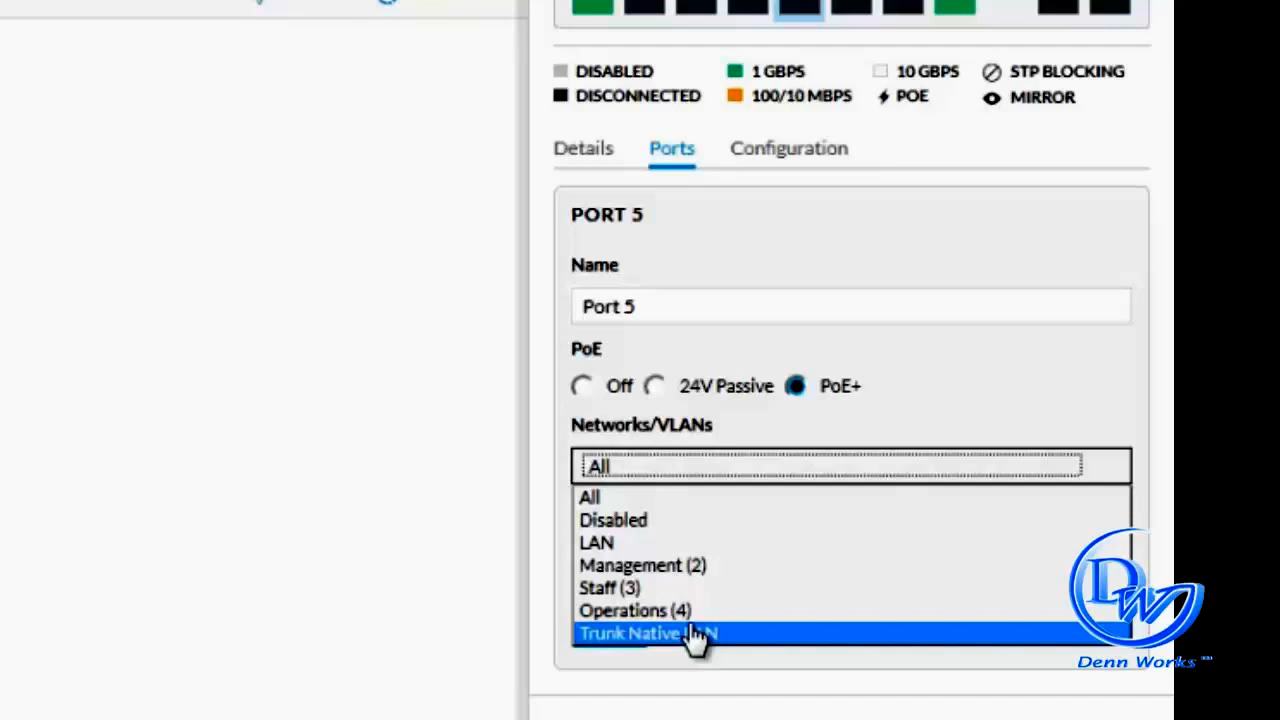 DISABLED
1 GBPS
10 GBPS
STP BLOCKING
DISCONNECTED
100/10 MBPS
POE
MIRROR
Details
Ports
Configuration
PORT 5
Name
Port 5
PoE
Off
24V Passive
PoE+
Networks/VLANs
All
All
Disabled
LAN
Management (2)
Staff (3)
Operations (4)
Trunk Native
DW
Denn Works™